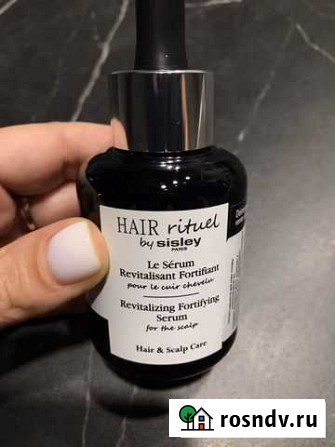 HAIR rituel
by sisley
PARIS
Le Sérum
Revitalisant Fortifiant
pour le cuir chevelu
Revitalizing Fortifying
Serum
for the scalp
Hair & Scalp Care
rosndv.ru